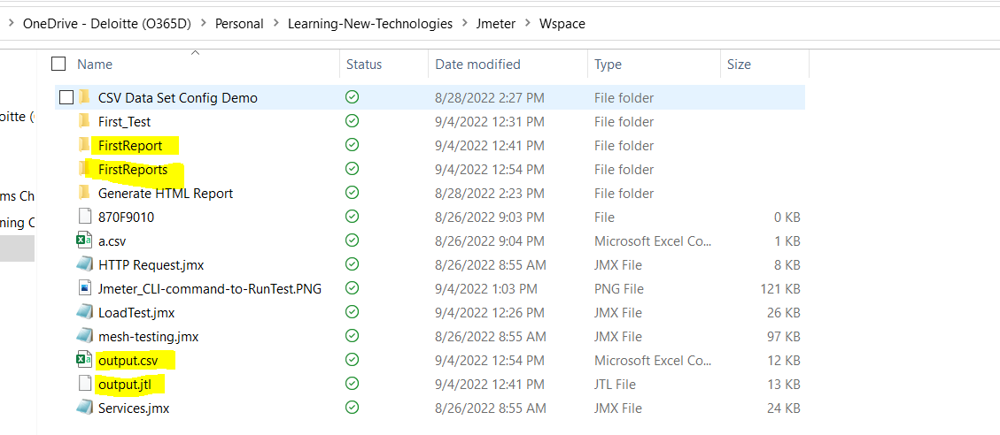 OneDrive - Deloitte (O365D) > Personal > Learning-New-Technologies > Jmeter > Wspace
Name Status Date modified Type Size
CSV Data Set Config Demo 8/28/2022 2:27 PM File folder
oitte (O
First_Test 9/4/2022 12:31 PM File folder
FirstReport 9/4/2022 12:41 PM File folder
FirstReports 9/4/2022 12:54 PM File folder
ms Ch
Generate HTML Report 8/28/2022 2:23 PM File folder
ning C
870F9010 8/26/2022 9:03 PM File 0 KB
a.csv 8/26/2022 9:04 PM Microsoft Excel Co... 1 KB
HTTP Request.jmx 8/26/2022 8:55 AM JMX File 8 KB
Jmeter_CLI-command-to-RunTest.PNG 9/4/2022 1:03 PM PNG File 121 KB
LoadTest.jmx 9/4/2022 12:26 PM JMX File 26 KB
mesh-testing.jmx 8/26/2022 8:55 AM JMX File 97 KB
output.csv 9/4/2022 12:54 PM Microsoft Excel Co... 12 KB
output.jtl 9/4/2022 12:41 PM JTL File 13 KB
Services.jmx 8/26/2022 8:55 AM JMX File 24 KB